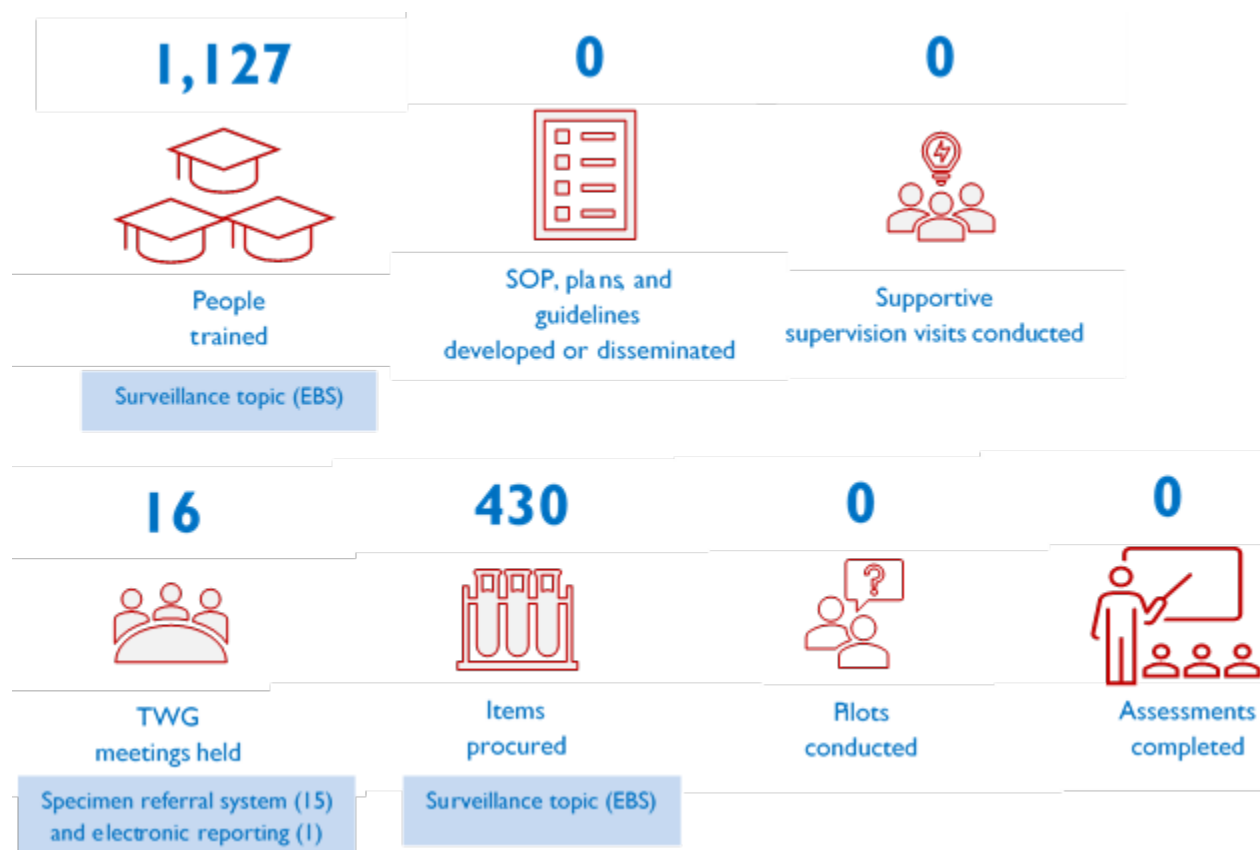 1,127
0
0
People
trained
SOP, plans, and
guidelines
developed or disseminated
Supportive
supervision visits conducted
Surveillance topic (EBS)
16
430
0
0
?
TWG
meetings held
Items
procured
Pilots
conducted
Assessments
completed
Specimen referral system (15)
and electronic reporting (1)
Surveillance topic (EBS)